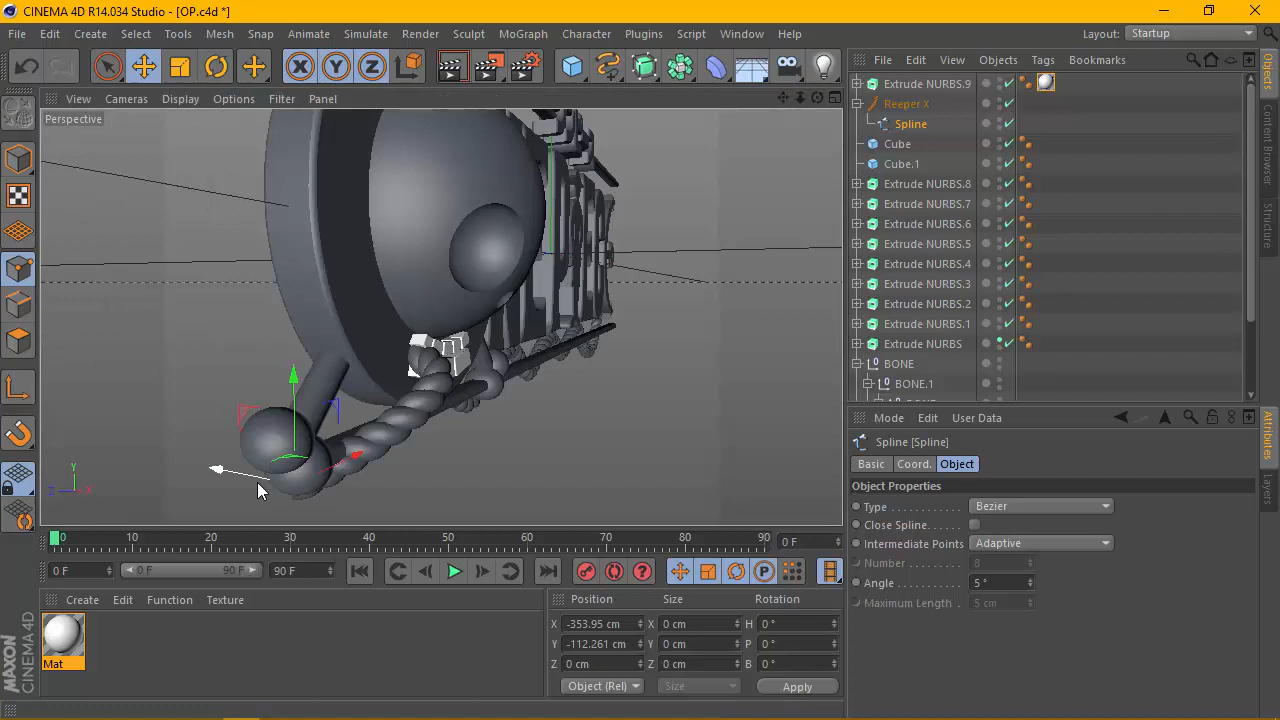 CINEMA 4D R14.034 Studio - [OP.c4d *]
File Edit Create Select Tools Mesh Snap Animate Simulate Render Sculpt MoGraph Character Plugins Script Window Help Layout: Startup
X Y Z
File Edit View Objects Tags Bookmarks
View Cameras Display Options Filter Panel
Perspective
Extrude NURBS.9
Reeper X
Spline
Cube
Cube.1
Extrude NURBS.8
Extrude NURBS.7
Extrude NURBS.6
Extrude NURBS.5
Extrude NURBS.4
Extrude NURBS.3
Extrude NURBS.2
Extrude NURBS.1
Extrude NURBS
BONE
BONE.1
Objects
Content Browser
Structure
Mode Edit User Data
Spline [Spline]
Basic Coord. Object
Object Properties
Type Bezier
Close Spline
Intermediate Points Adaptive
Number 8
Angle 5 °
Maximum Length 5 cm
Attributes
Layers
Y
Z X
0 10 20 30 40 50 60 70 80 90 0 F
0 F 0 F 90 F 90 F
P
Create Edit Function Texture
Mat
Position Size Rotation
X -353.95 cm X 0 cm H 0 °
Y -112.261 cm Y 0 cm P 0 °
Z 0 cm Z 0 cm B 0 °
Object (Rel) Size Apply
MAXON
CINEMA 4D